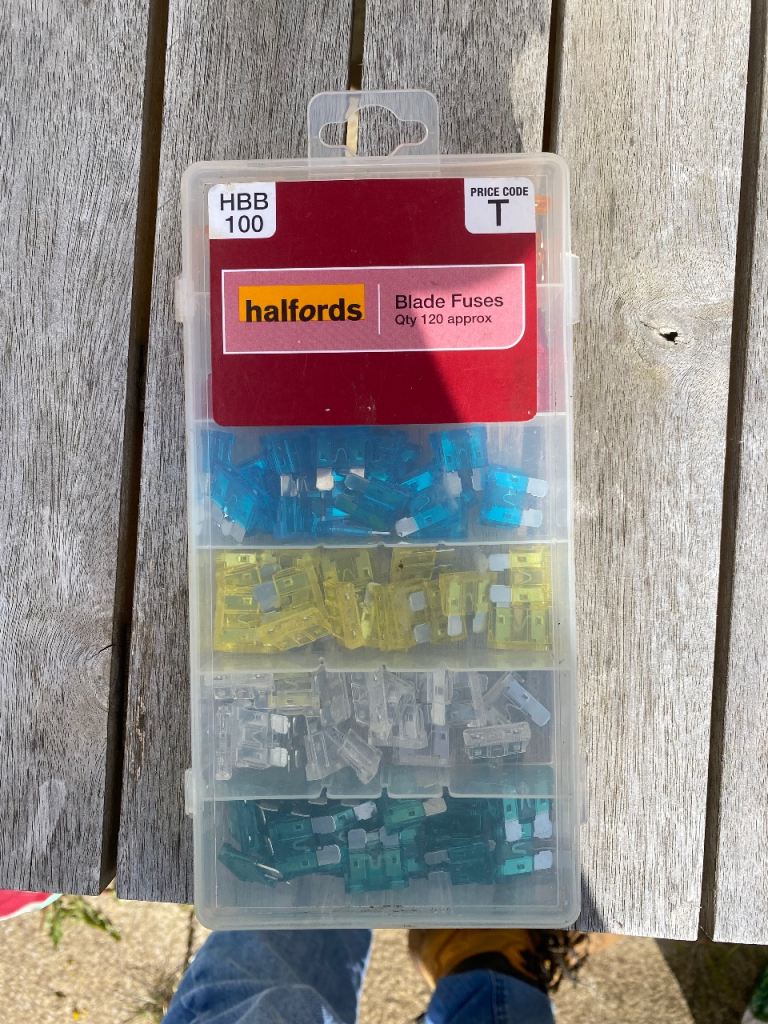 HBB
100
PRICE CODE
T
halfords
Blade Fuses
Qty 120 approx